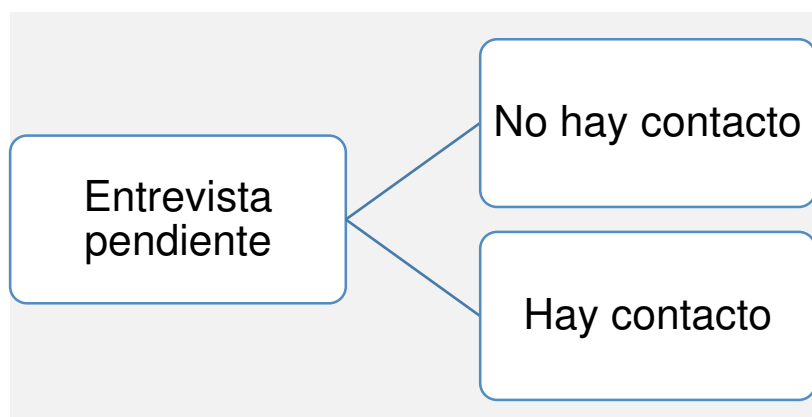 No hay contacto
Entrevista
pendiente
Hay contacto